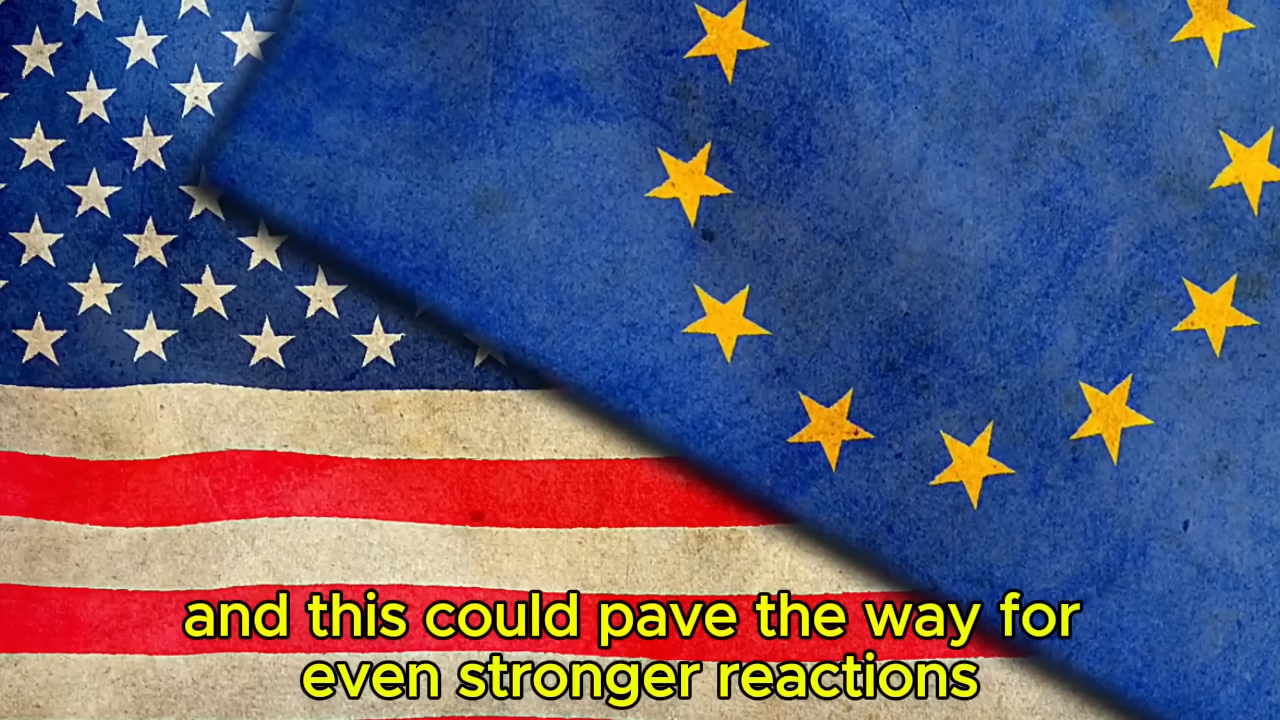 and this could pave the way for
even stronger reactions